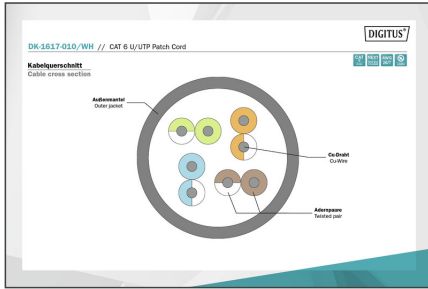 DIGITUS®
DK-1617-010/WH // CAT 6 U/UTP Patch Cord
Kabelquerschnitt
Cable cross section
Außenmantel
Outer jacket
Cu-Draht
Cu-Wire
Adernpaare
Twisted pair